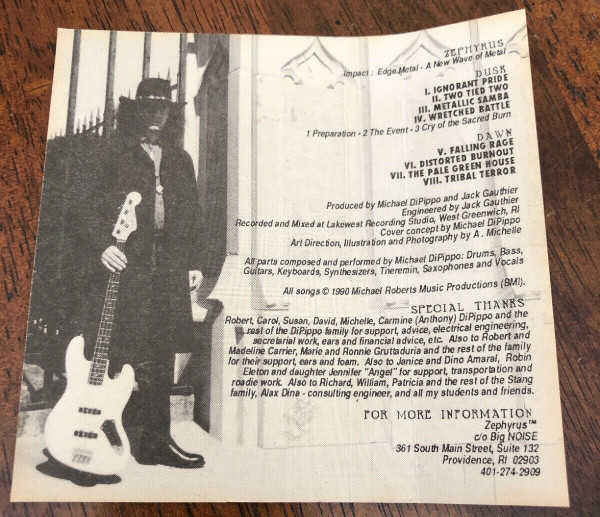 ZEPHYRUS
Impact: Edge Metal - A New Wave of Metal
DUSK
I. IGNORANT PRIDE
II. TWO TIED TWO
III. METALLIC SAMBA
IV. WRETCHED BATTLE
1 Preparation • 2 The Event • 3 Cry of the Sacred Burn
DAWN
V. FALLING RAGE
VI. DISTORTED BURNOUT
VII. THE PALE GREEN HOUSE
VIII. TRIBAL TERROR
Produced by Michael DiPippo and Jack Gauthier
Engineered by Jack Gauthier
Recorded and Mixed at Lakewest Recording Studio, West Greenwich, RI
Cover concept by Michael DiPippo
Art Direction, Illustration and Photography by A. Michelle
All parts composed and performed by Michael DiPippo: Drums, Bass,
Guitars, Keyboards, Synthesizers, Trieremin, Saxophones and Vocals
All songs © 1990 Michael Roberts Music Productions (BMI).
SPECIAL THANKS
Robert, Carol, Susan, David, Michelle, Carmine (Anthony) DiPippo and the
rest of the DiPippo family for support, advice, electrical engineering,
secretarial work, ears and financial advice, etc. Also to Robert and
Madeline Carrier, Marie and Ronnie Gruttaduria and the rest of the family
for their support, ears and foam. Also to Janice and Dino Amaral, Robin
Eleton and daughter Jennifer "Angel" for support, transportation and
roadie work. Also to Richard, William, Patricia and the rest of the Stang
family, Alax Dina - consulting engineer, and all my students and friends.
FOR MORE INFORMATION
Zephyrus™
c/o Big NOISE
361 South Main Street, Suite 132
Providence, RI 02903
401-274-2909